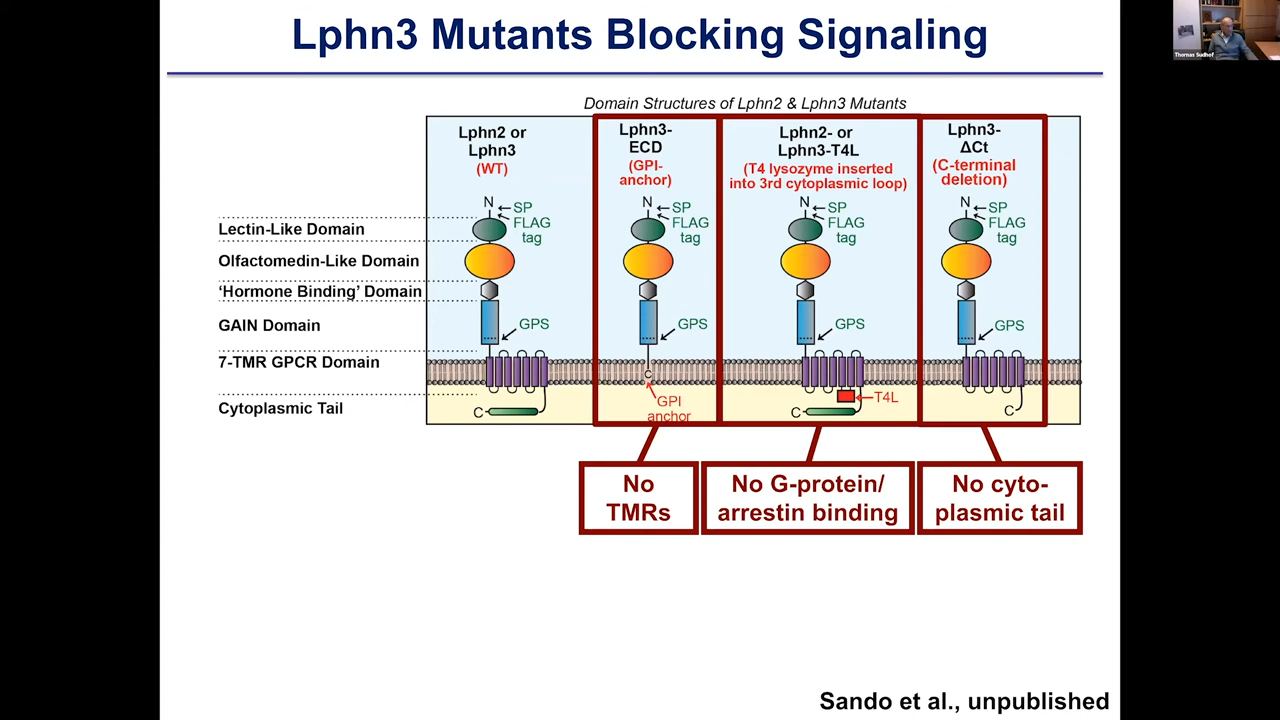 Lphn3 Mutants Blocking Signaling
Thomas Sudhof
Domain Structures of Lphn2 & Lphn3 Mutants
Lphn2 or
Lphn3
(WT)
Lphn3-
ECD
(GPI-
anchor)
Lphn2- or
Lphn3-T4L
(T4 lysozyme inserted
into 3rd cytoplasmic loop)
Lphn3-
ΔCt
(C-terminal
deletion)
N
SP
FLAG
tag
N
SP
FLAG
tag
N
SP
FLAG
tag
N
SP
FLAG
tag
Lectin-Like Domain
Olfactomedin-Like Domain
‘Hormone Binding’ Domain
GAIN Domain
7-TMR GPCR Domain
Cytoplasmic Tail
GPS
GPS
GPS
GPS
C
C
GPI
anchor
C
T4L
C
No
TMRs
No G-protein/
arrestin binding
No cyto-
plasmic tail
Sando et al., unpublished